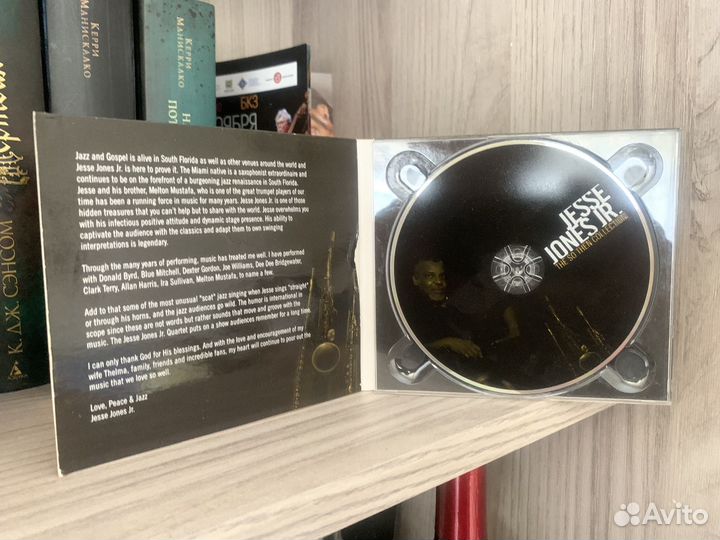 КЕРРИ
МАНИСКАЛКО
КЕРРИ
МАНИСКАЛКО
К. ДЖ. СЭНСОМ
БКЗ
Jazz and Gospel is alive in South Florida as well as other venues around the world and
Jesse Jones Jr. is here to prove it. The Miami native is a saxophonist extraordinaire and
continues to be on the forefront of a burgeoning jazz renaissance in South Florida.
Jesse and his brother, Melton Mustafa, who is one of the great trumpet players of our
time has been a running force in music for many years. Jesse Jones Jr. is one of those
hidden treasures that you can't help but to share with the world. Jesse overwhelms you
with his infectious positive attitude and dynamic stage presence. His ability to
captivate the audience with the classics and adapt them to own swinging
interpretations is legendary.
Through the many years of performing, music has treated me well. I have performed
with Donald Byrd, Blue Mitchell, Dexter Gordon, Joe Williams, Dee Dee Bridgewater,
Clark Terry, Allan Harris, Ira Sullivan, Melton Mustafa, to name a few.
Add to that some of the most unusual "scat" jazz singing when Jesse sings "straight"
or through his horns, and the jazz audiences go wild. The humor is international in
scope since these are not words but rather sounds that move and groove with the
music. The Jesse Jones Jr. Quartet puts on a show audiences remember for a long time.
I can only thank God for His blessings. And with the love and encouragement of my
wife Thelma, family, friends and incredible fans, my heart will continue to pour out the
music that we love so well.
Love, Peace & Jazz
Jesse Jones Jr.
JESSE
JONES JR.
THE SO THEN COLLECTION
Avito